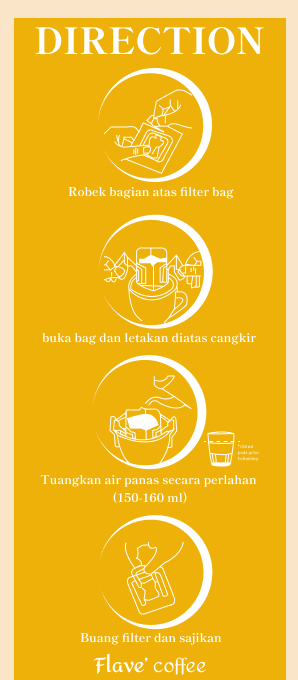 DIRECTION
Robek bagian atas filter bag
buka bag dan letakan diatas cangkir
Tuangkan air panas secara perlahan
(150-160 ml)
Buang filter dan sajikan
Flave' coffee